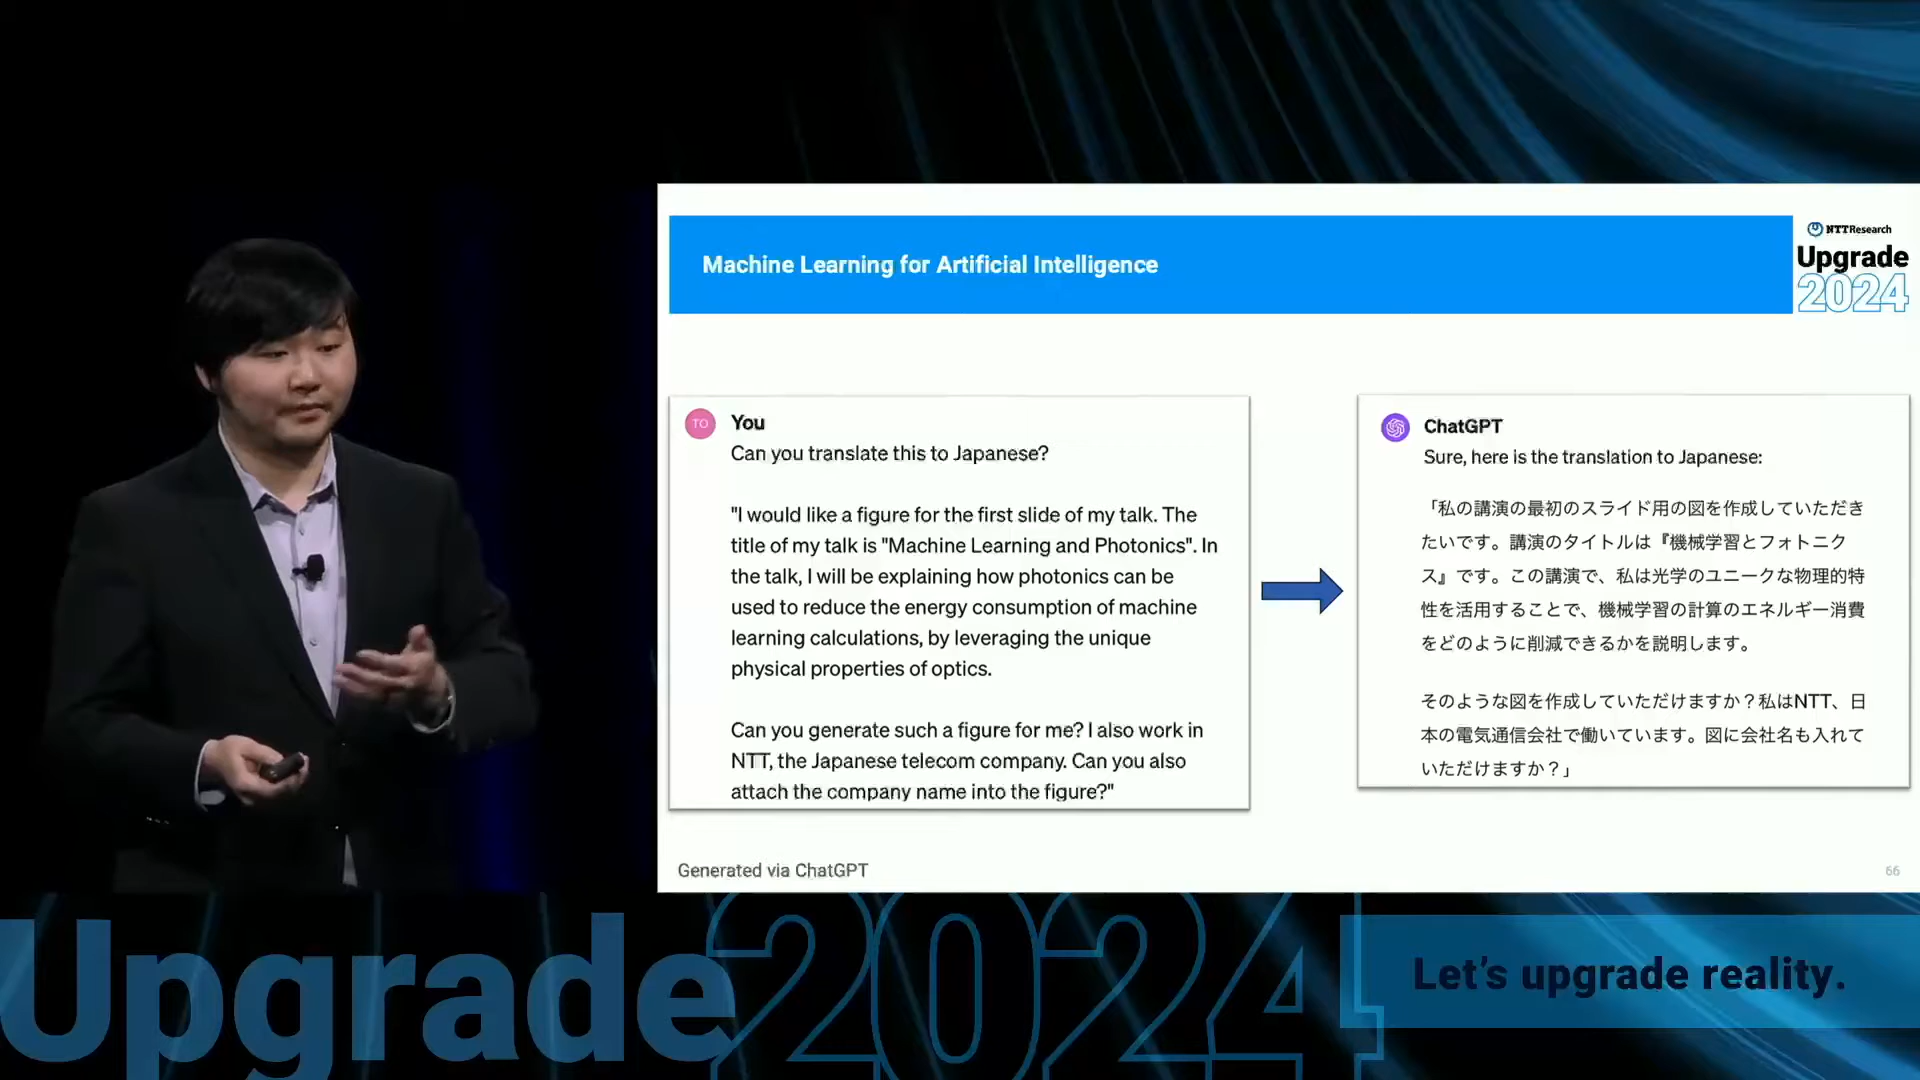 Machine Learning for Artificial Intelligence
NTTResearch
Upgrade
2024
TO
You
Can you translate this to Japanese?
"I would like a figure for the first slide of my talk. The
title of my talk is "Machine Learning and Photonics". In
the talk, I will be explaining how photonics can be
used to reduce the energy consumption of machine
learning calculations, by leveraging the unique
physical properties of optics.
Can you generate such a figure for me? I also work in
NTT, the Japanese telecom company. Can you also
attach the company name into the figure?"
ChatGPT
Sure, here is the translation to Japanese:
「私の講演の最初のスライド用の図を作成していただき
たいです。講演のタイトルは『機械学習とフォトニク
ス』です。この講演で、私は光学のユニークな物理的特
性を活用することで、機械学習の計算のエネルギー消費
をどのように削減できるかを説明します。
そのような図を作成していただけますか？私はNTT、日
本の電気通信会社で働いています。図に会社名も入れて
いただけますか？」
Generated via ChatGPT
66
Upgrade 2024
Let's upgrade reality.